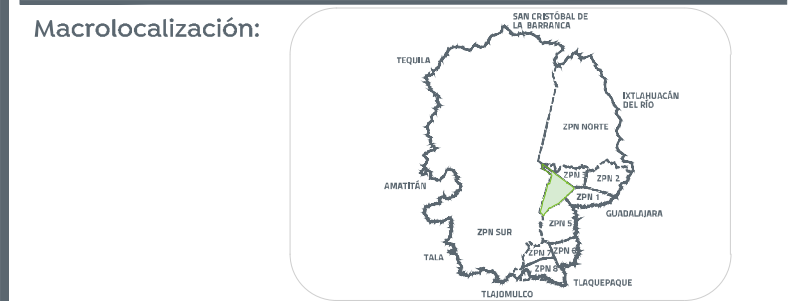 Macrolocalización:
SAN CRISTÓBAL DE
LA BARRANCA
TEQUILA
IXTLAHUACÁN
DEL RÍO
ZPN NORTE
ZPN 3
ZPN 2
AMATITÁN
ZPN 1
GUADALAJARA
ZPN 5
ZPN SUR
ZPN 7
ZPN 6
TALA
ZPN 8
TLAQUEPAQUE
TLAJOMULCO